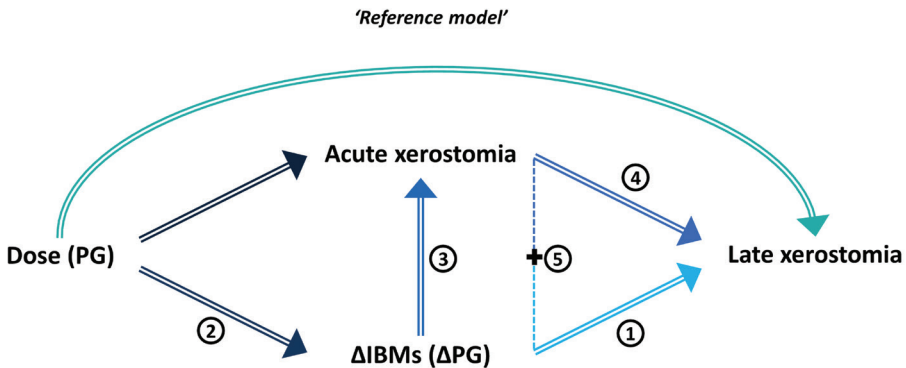 ‘Reference model’
Acute xerostomia
④
Dose (PG)
③
+⑤
Late xerostomia
②
①
ΔIBMs (ΔPG)